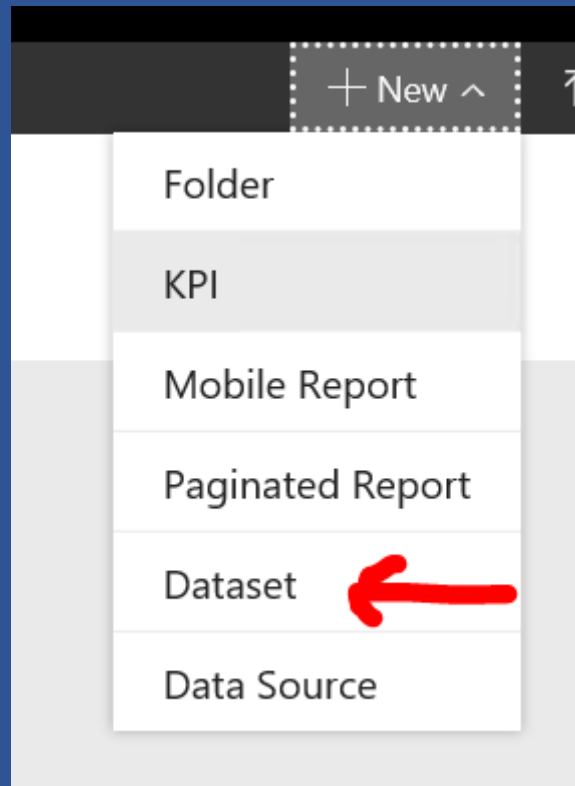 New
Folder
KPI
Mobile Report
Paginated Report
Dataset
Data Source